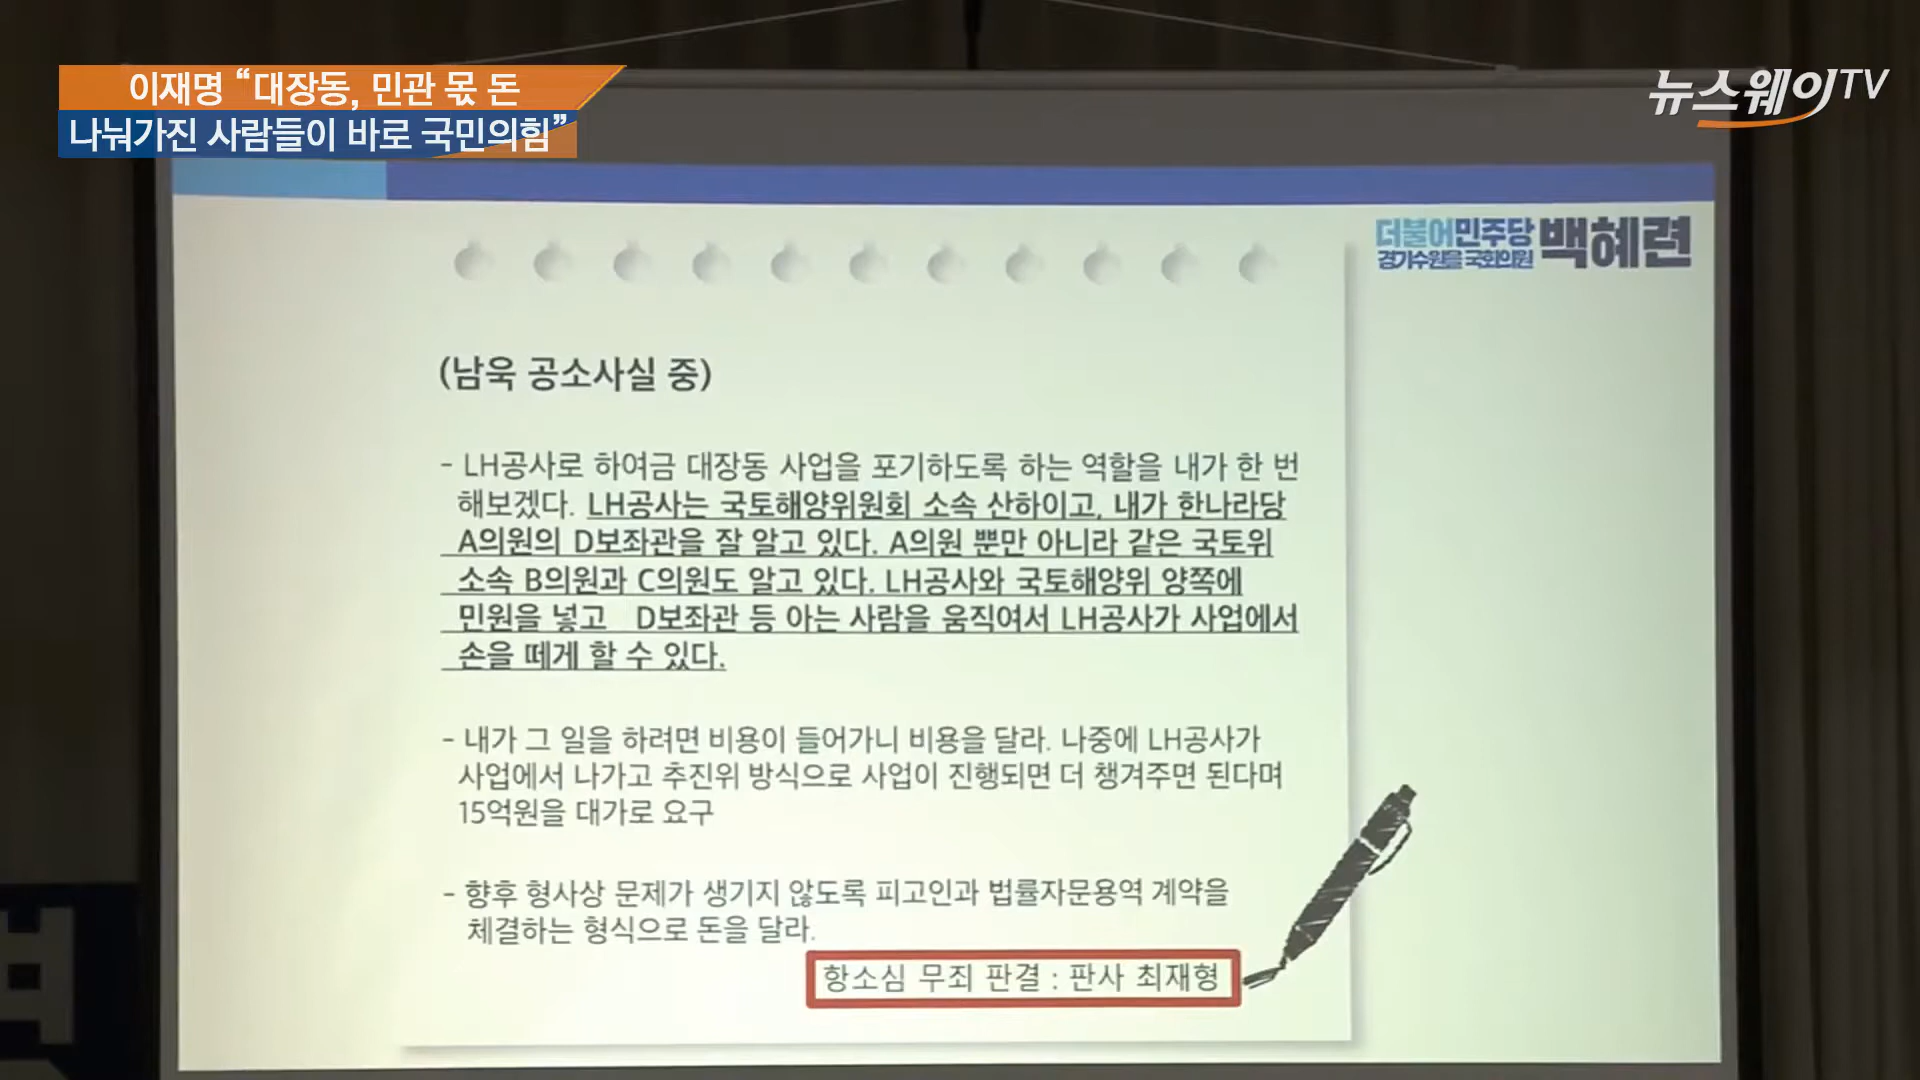 이재명 “대장동, 민관 몫 돈
나눠가진 사람들이 바로 국민의힘”
뉴스웨이TV
더불어민주당 백혜련
경기수원을 국회의원
(남욱 공소사실 중)
- LH공사로 하여금 대장동 사업을 포기하도록 하는 역할을 내가 한 번
해보겠다. LH공사는 국토해양위원회 소속 산하이고, 내가 한나라당
A의원의 D보좌관을 잘 알고 있다. A의원 뿐만 아니라 같은 국토위
소속 B의원과 C의원도 알고 있다. LH공사와 국토해양위 양쪽에
민원을 넣고 D보좌관 등 아는 사람을 움직여서 LH공사가 사업에서
손을 떼게 할 수 있다.
- 내가 그 일을 하려면 비용이 들어가니 비용을 달라. 나중에 LH공사가
사업에서 나가고 추진위 방식으로 사업이 진행되면 더 챙겨주면 된다며
15억원을 대가로 요구
- 향후 형사상 문제가 생기지 않도록 피고인과 법률자문용역 계약을
체결하는 형식으로 돈을 달라.
항소심 무죄 판결 : 판사 최재형